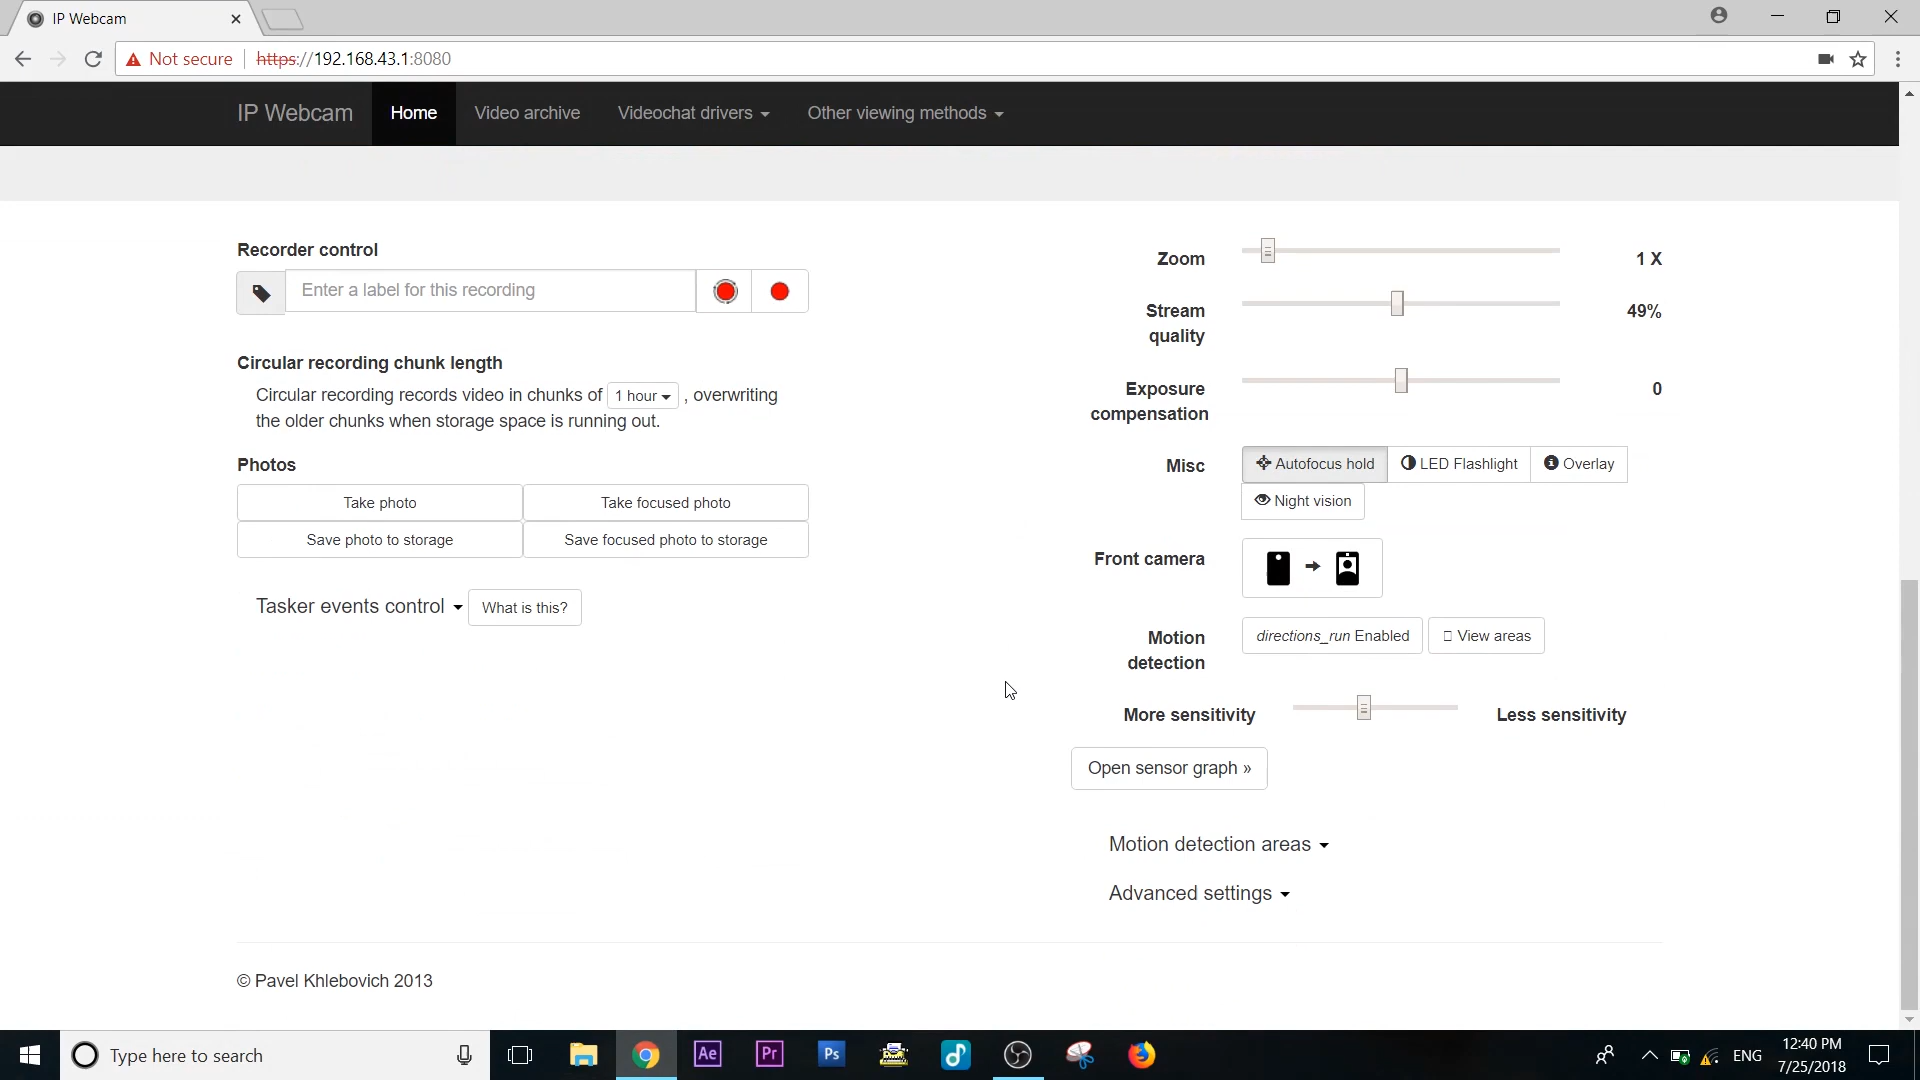 IP Webcam
Not secure https://192.168.43.1:8080
IP Webcam Home Video archive Videochat drivers Other viewing methods
Recorder control
Enter a label for this recording
Circular recording chunk length
Circular recording records video in chunks of 1 hour , overwriting
the older chunks when storage space is running out.
Photos
Take photo Take focused photo
Save photo to storage Save focused photo to storage
Tasker events control What is this?
Zoom 1 X
Stream
quality 49%
Exposure
compensation 0
Misc Autofocus hold LED Flashlight Overlay
Night vision
Front camera
Motion
detection directions_run Enabled View areas
More sensitivity Less sensitivity
Open sensor graph »
Motion detection areas
Advanced settings
© Pavel Khlebovich 2013
Type here to search
Ae Pr Ps
ENG
12:40 PM
7/25/2018